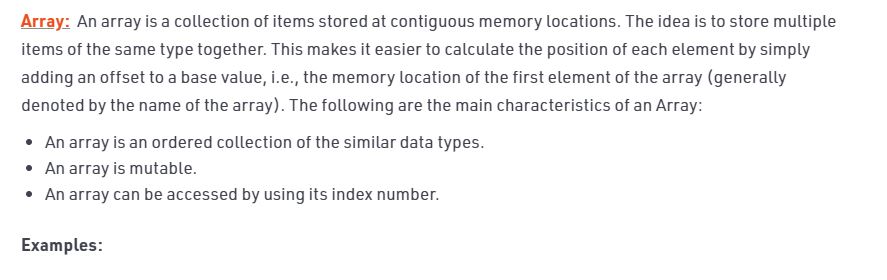 Array: An array is a collection of items stored at contiguous memory locations. The idea is to store multiple
items of the same type together. This makes it easier to calculate the position of each element by simply
adding an offset to a base value, i.e., the memory location of the first element of the array (generally
denoted by the name of the array). The following are the main characteristics of an Array:
• An array is an ordered collection of the similar data types.
• An array is mutable.
• An array can be accessed by using its index number.
Examples: